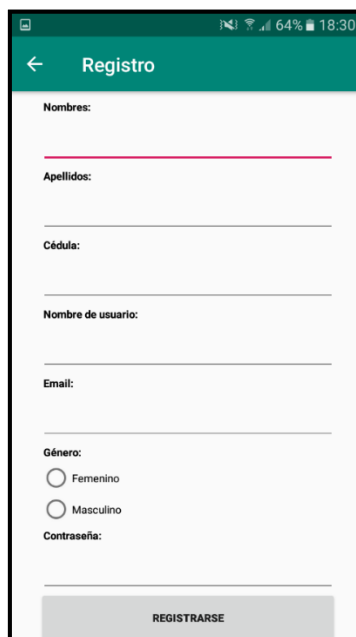 64% 18:30
Registro
Nombres:
Apellidos:
Cédula:
Nombre de usuario:
Email:
Género:
Femenino
Masculino
Contraseña:
REGISTRARSE